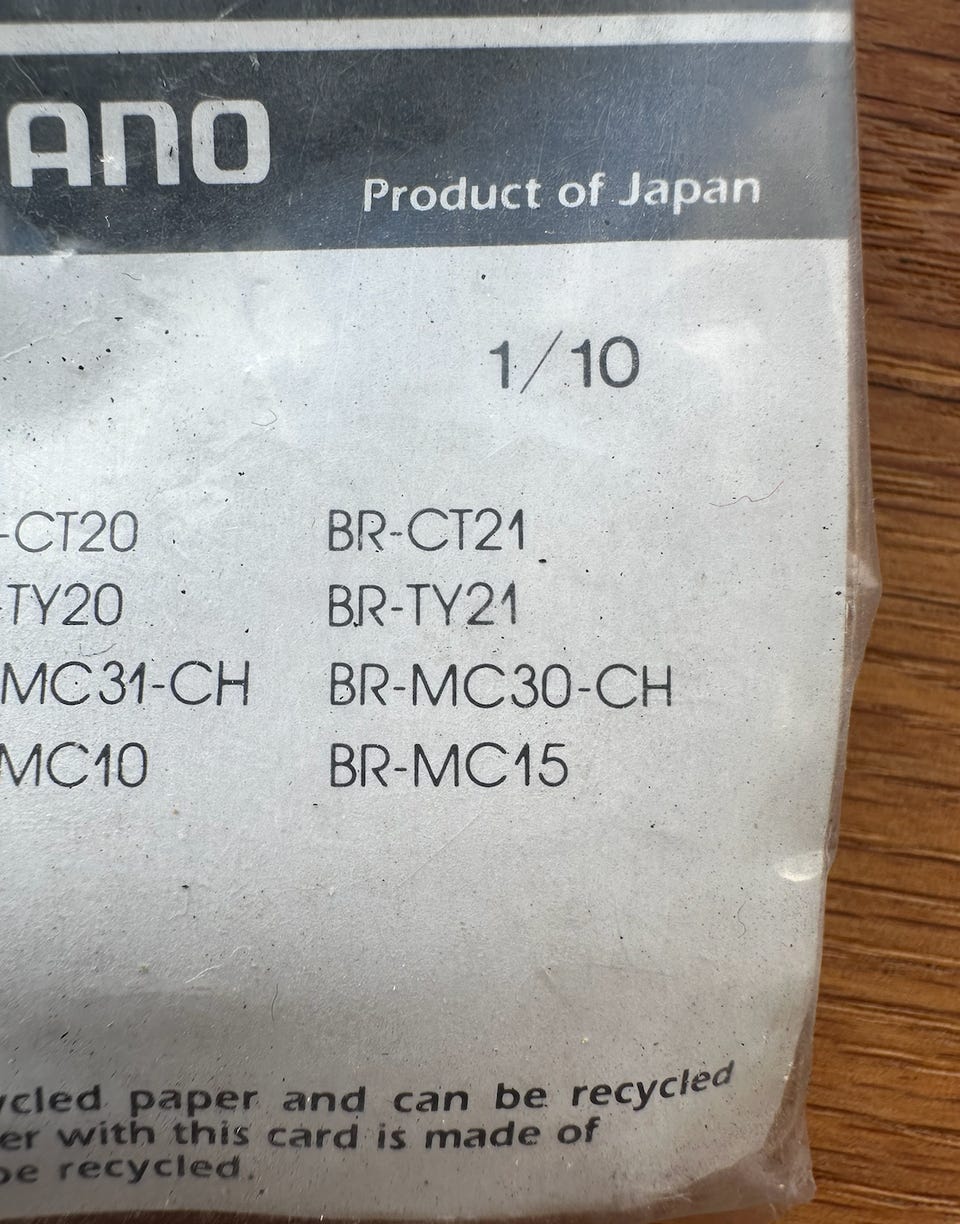 ANO
Product of Japan
1/10
-CT20 BR-CT21
-TY20 BR-TY21
MC31-CH BR-MC30-CH
MC10 BR-MC15
ycled paper and can be recycled
er with this card is made of
be recycled.